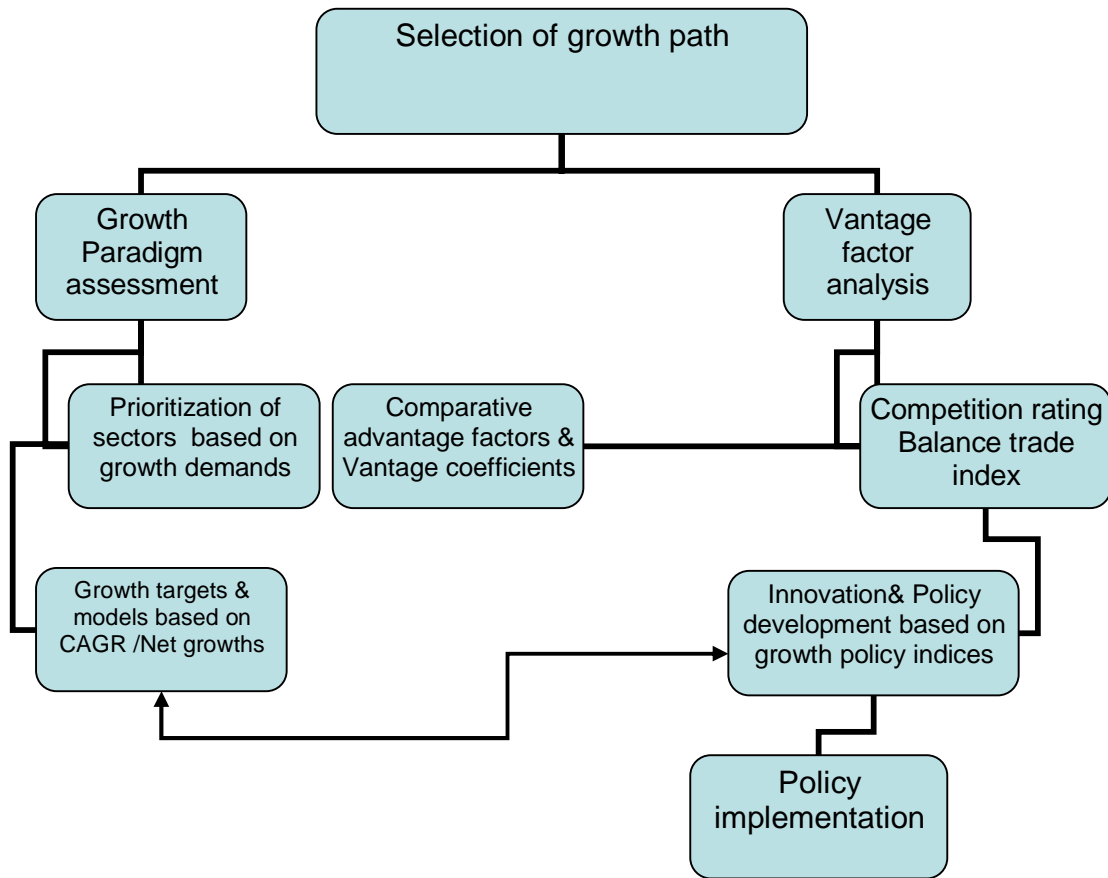 Selection of growth path
Growth
Paradigm
assessment
Vantage
factor
analysis
Prioritization of
sectors based on
growth demands
Comparative
advantage factors &
Vantage coefficients
Competition rating
Balance trade
index
Growth targets &
models based on
CAGR /Net growths
Innovation& Policy
development based on
growth policy indices
Policy
implementation